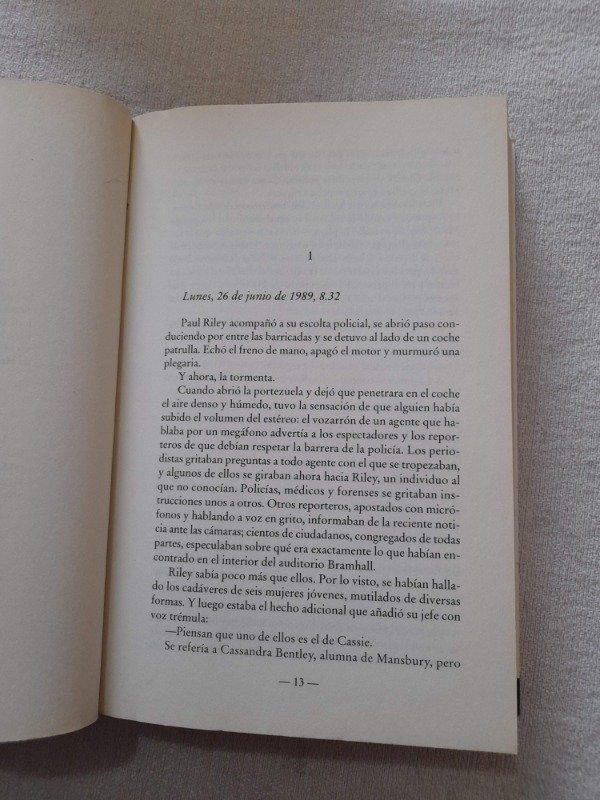 1
Lunes, 26 de junio de 1989, 8.32
Paul Riley acompañó a su escolta policial, se abrió paso con-
duciendo por entre las barricadas y se detuvo al lado de un coche
patrulla. Echó el freno de mano, apagó el motor y murmuró una
plegaria.
Y ahora, la tormenta.
Cuando abrió la portezuela y dejó que penetrara en el coche
el aire denso y húmedo, tuvo la sensación de que alguien había
subido el volumen del estéreo: el vozarrón de un agente que ha-
blaba por un megáfono advertía a los espectadores y los repor-
teros de que debían respetar la barrera de la policía. Los perio-
distas gritaban preguntas a todo agente con el que se tropezaban,
y algunos de ellos se giraban ahora hacia Riley, un individuo al
que no conocían. Policías, médicos y forenses se gritaban ins-
trucciones unos a otros. Otros reporteros, apostados con micró-
fonos y hablando a voz en grito, informaban de la reciente noti-
cia ante las cámaras; cientos de ciudadanos, congregados de todas
partes, especulaban sobre qué era exactamente lo que habían en-
contrado en el interior del auditorio Bramhall.
Riley sabía poco más que ellos. Por lo visto, se habían halla-
do los cadáveres de seis mujeres jóvenes, mutilados de diversas
formas. Y luego estaba el hecho adicional que añadió su jefe con
voz trémula:
—Piensan que uno de ellos es el de Cassie.
Se refería a Cassandra Bentley, alumna de Mansbury, pero
— 13 —